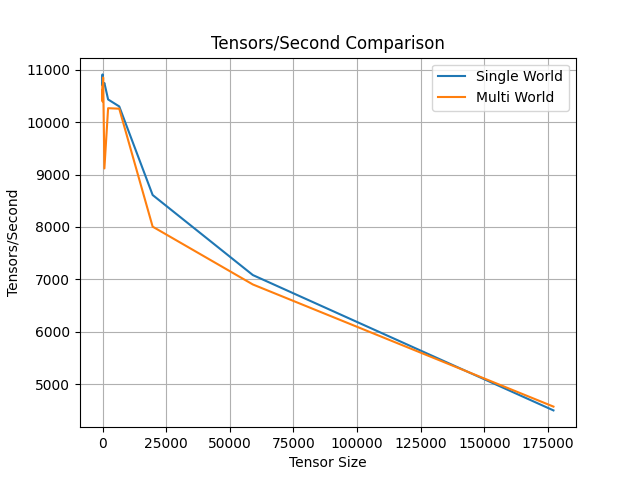 Tensors/Second Comparison
Single World
Multi World
11000
10000
9000
8000
7000
6000
5000
Tensors/Second
0 25000 50000 75000 100000 125000 150000 175000
Tensor Size